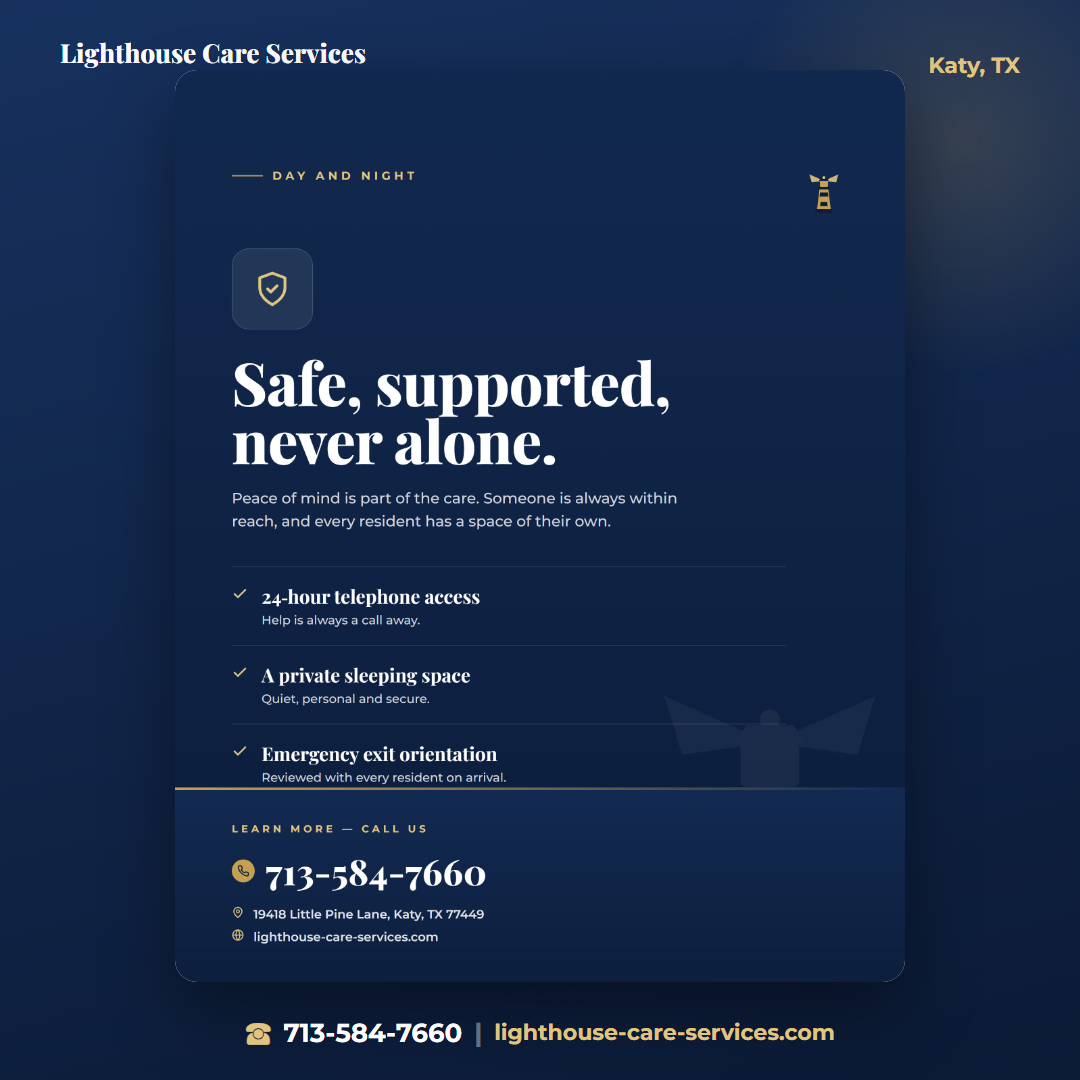 Lighthouse Care Services
Katy, TX
DAY AND NIGHT
Safe, supported,
never alone.
Peace of mind is part of the care. Someone is always within
reach, and every resident has a space of their own.
24-hour telephone access
Help is always a call away.
A private sleeping space
Quiet, personal and secure.
Emergency exit orientation
Reviewed with every resident on arrival.
LEARN MORE — CALL US
713-584-7660
19418 Little Pine Lane, Katy, TX 77449
lighthouse-care-services.com
713-584-7660 | lighthouse-care-services.com